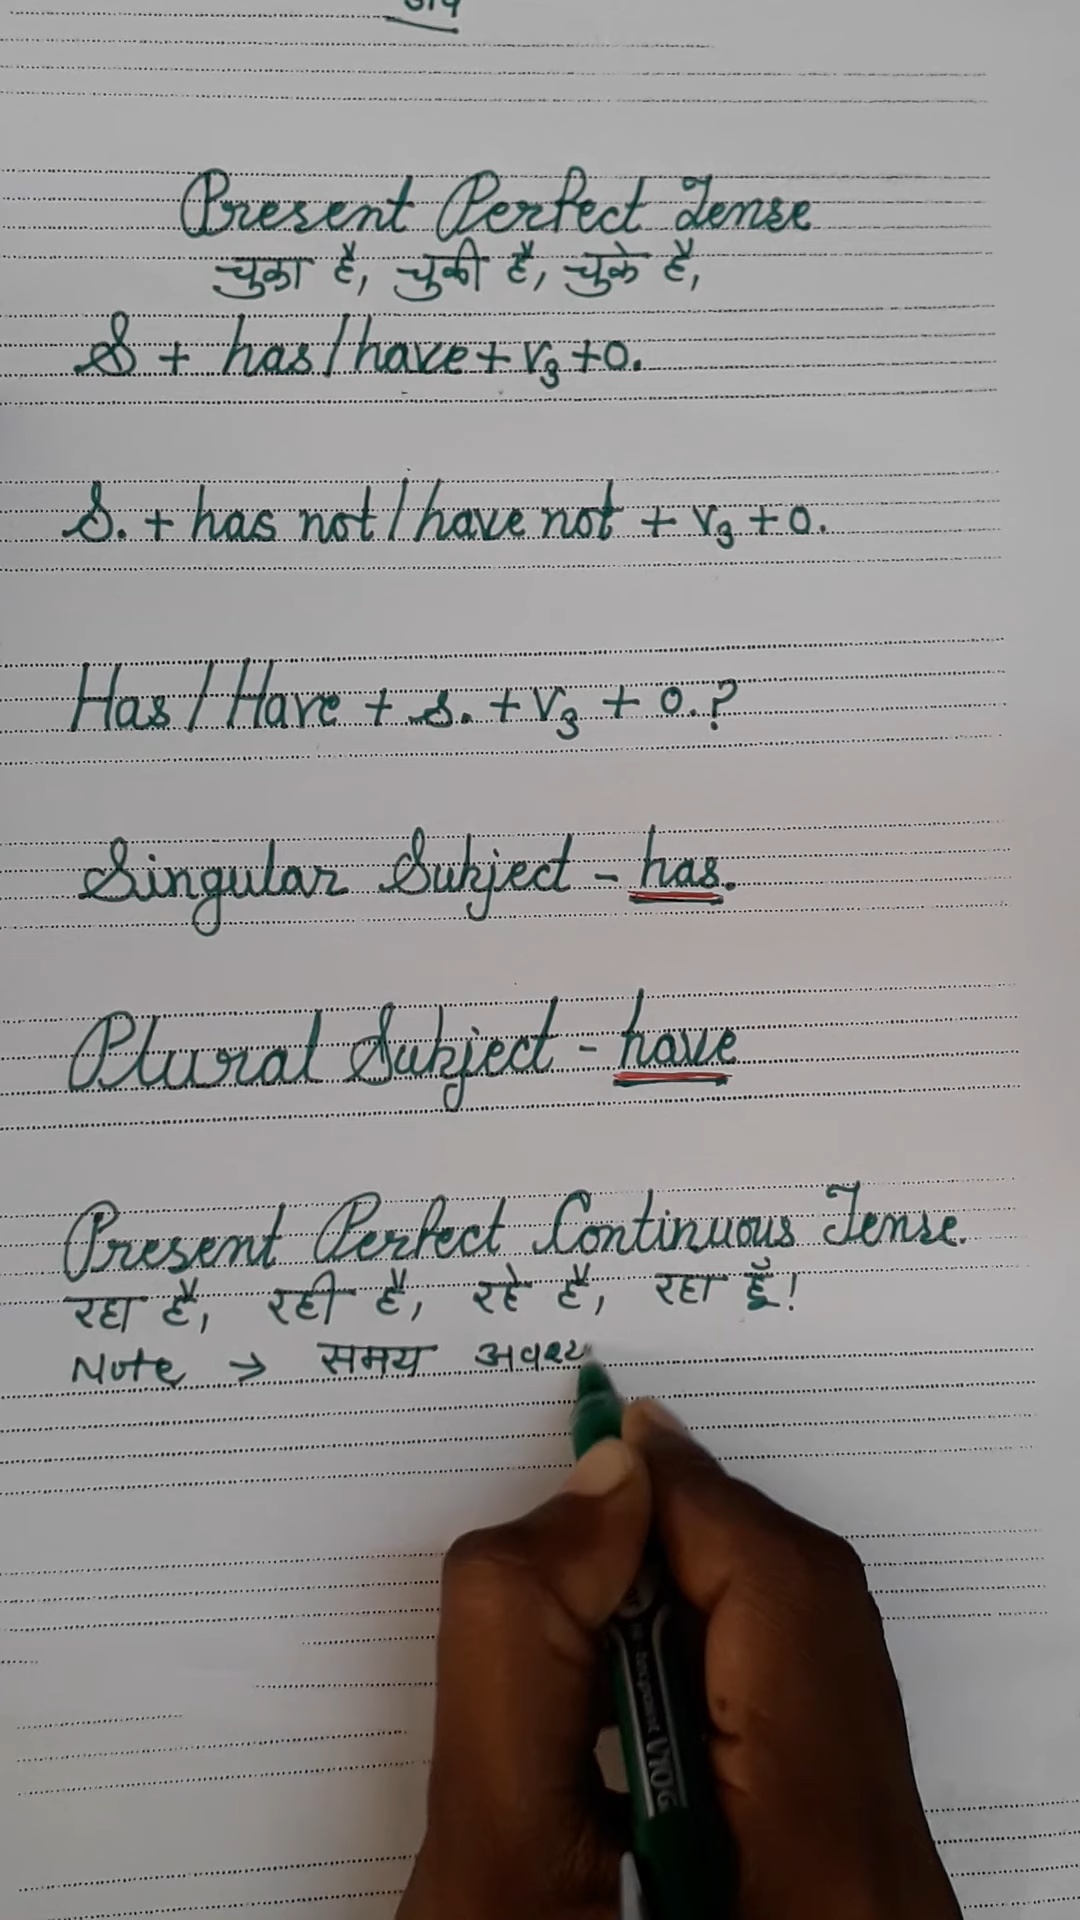 Present Perfect Tense
चुका है, चुकी है, चुके है,
S + has/have + V3 + O.
S. + has not/have not + V3 + O.
Has/Have + s. + V3 + O.?
Singular Subject - has.
Plural Subject - have
Present Perfect Continuous Tense.
रहा है, रही है, रहे है, रहा हूँ!
Note → समय अवश्य